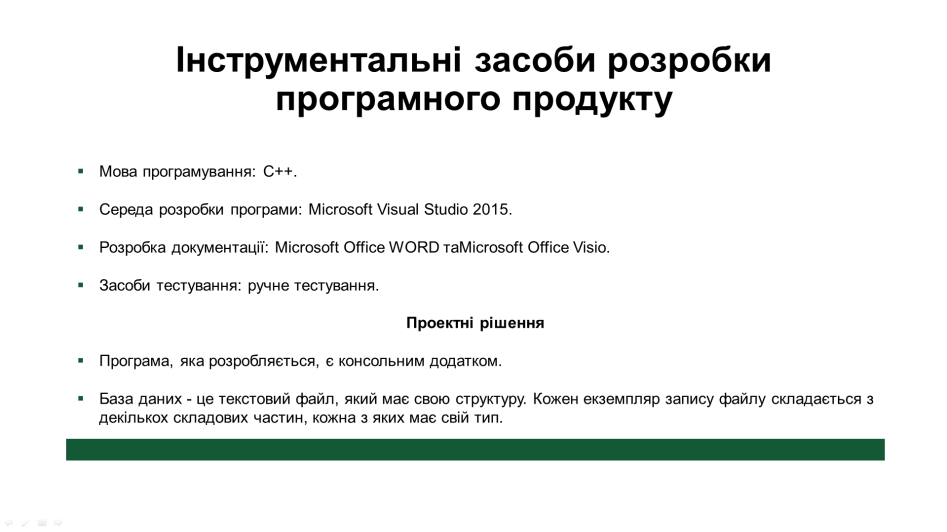 Інструментальні засоби розробки
програмного продукту
Мова програмування: C++.
Середа розробки програми: Microsoft Visual Studio 2015.
Розробка документації: Microsoft Office WORD таMicrosoft Office Visio.
Засоби тестування: ручне тестування.
Проектні рішення
Програма, яка розробляється, є консольним додатком.
База даних - це текстовий файл, який має свою структуру. Кожен екземпляр запису файлу складається з
декількох складових частин, кожна з яких має свій тип.